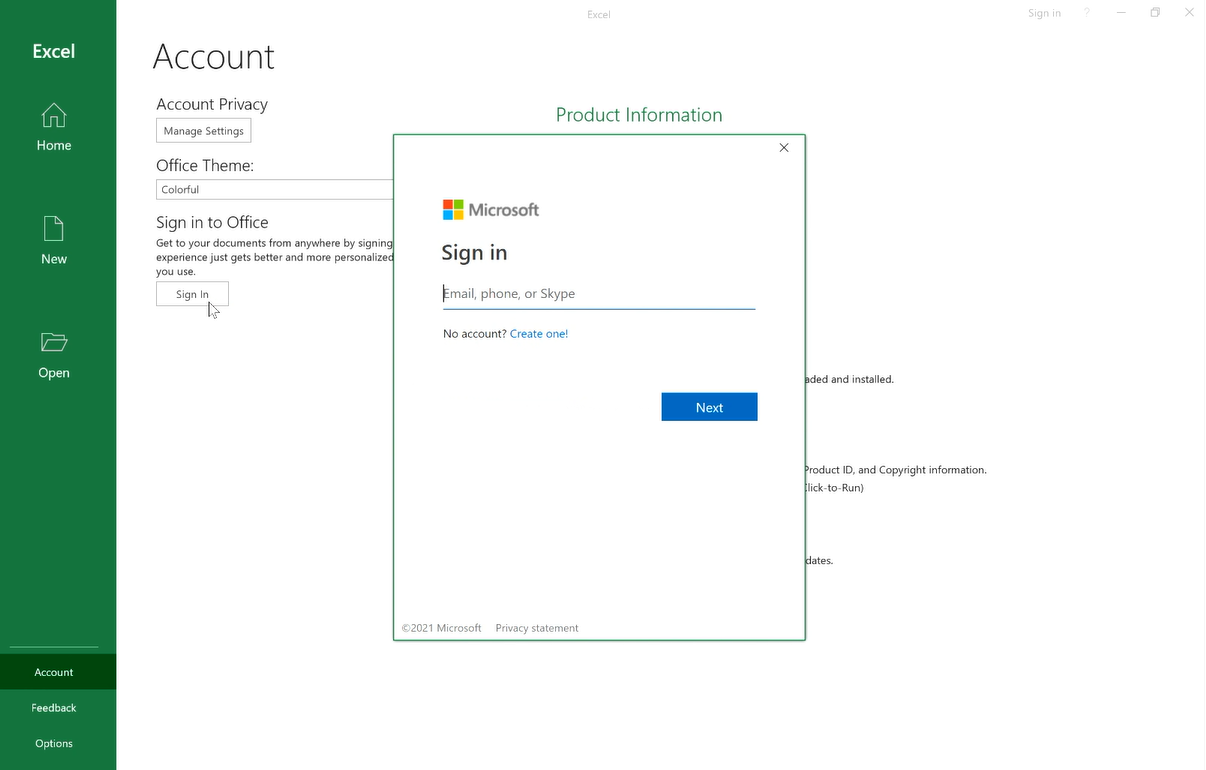 Excel
Sign in ?
Excel
Home
New
Open
Account
Feedback
Options
Account
Account Privacy
Manage Settings
Office Theme:
Colorful
Sign in to Office
Get to your documents from anywhere by signing
experience just gets better and more personalized
you use.
Sign In
Product Information
Microsoft
Sign in
Email, phone, or Skype
No account? Create one!
Next
©2021 Microsoft Privacy statement
and installed.
Product ID, and Copyright information.
Click-to-Run)